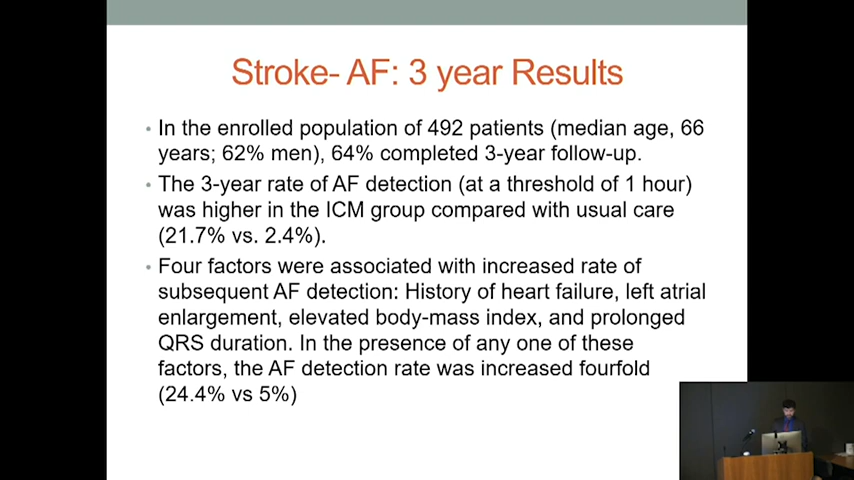 Stroke- AF: 3 year Results
• In the enrolled population of 492 patients (median age, 66
years; 62% men), 64% completed 3-year follow-up.
• The 3-year rate of AF detection (at a threshold of 1 hour)
was higher in the ICM group compared with usual care
(21.7% vs. 2.4%).
• Four factors were associated with increased rate of
subsequent AF detection: History of heart failure, left atrial
enlargement, elevated body-mass index, and prolonged
QRS duration. In the presence of any one of these
factors, the AF detection rate was increased fourfold
(24.4% vs 5%)